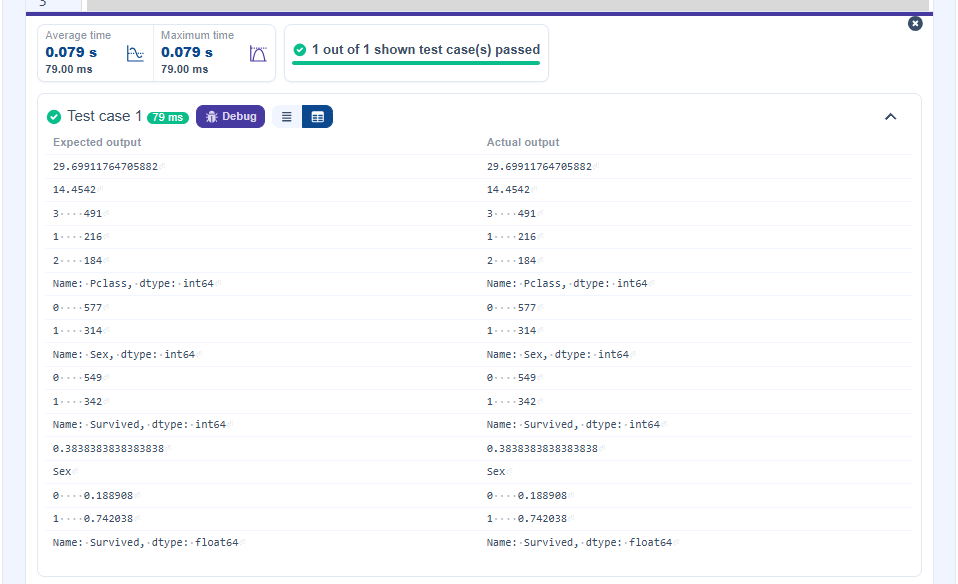 Average time
0.079 s
79.00 ms
Maximum time
0.079 s
79.00 ms
1 out of 1 shown test case(s) passed
Test case 1 79 ms Debug
Expected output Actual output
29.69911764705882 29.69911764705882
14.4542 14.4542
3····491 3····491
1····216 1····216
2····184 2····184
Name:·Pclass,·dtype:·int64 Name:·Pclass,·dtype:·int64
0····577 0····577
1····314 1····314
Name:·Sex,·dtype:·int64 Name:·Sex,·dtype:·int64
0····549 0····549
1····342 1····342
Name:·Survived,·dtype:·int64 Name:·Survived,·dtype:·int64
0.3838383838383838 0.3838383838383838
Sex Sex
0····0.188908 0····0.188908
1····0.742038 1····0.742038
Name:·Survived,·dtype:·float64 Name:·Survived,·dtype:·float64